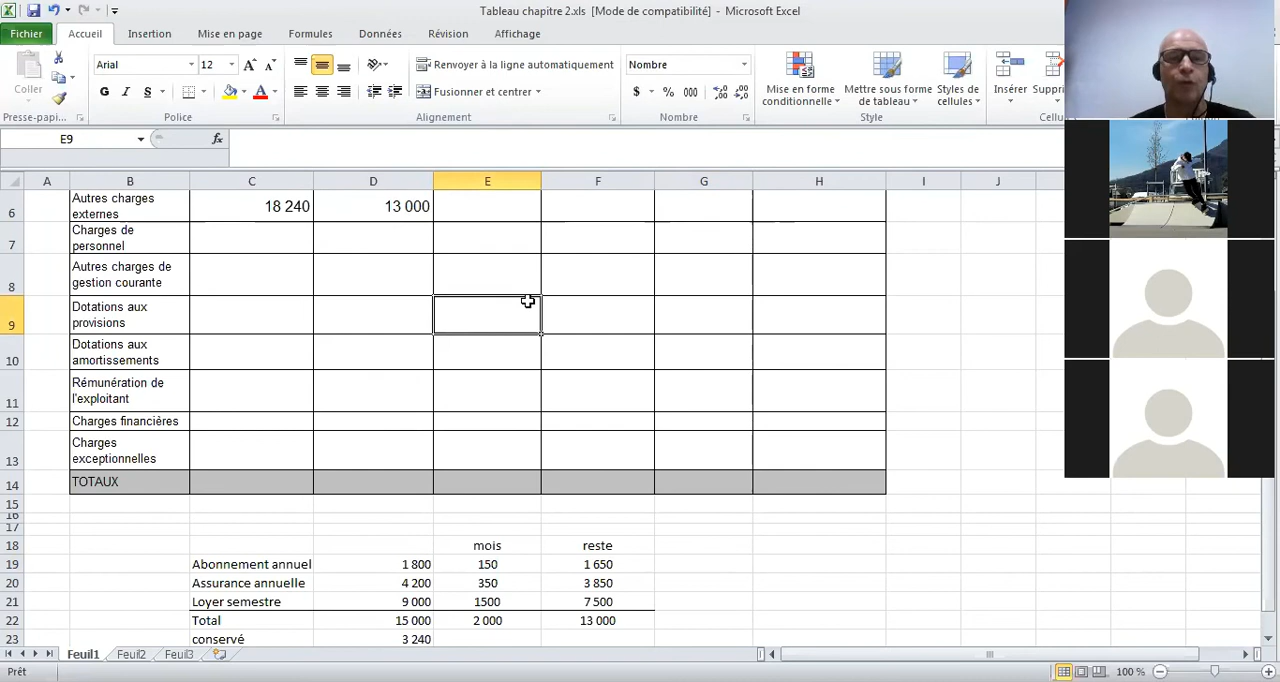 Tableau chapitre 2.xls [Mode de compatibilité] - Microsoft Excel
Fichier Accueil Insertion Mise en page Formules Données Révision Affichage
Coller
Arial 12 A A
G I S A
Renvoyer à la ligne automatiquement
Fusionner et centrer
Nombre
$ % 000
Mise en forme conditionnelle
Mettre sous forme de tableau
Styles de cellules
Insérer
Presse-papi... Police Alignement Nombre Style
E9 fx
A B C D E F G H I J
6 Autres charges externes 18 240 13 000
7 Charges de personnel
8 Autres charges de gestion courante
9 Dotations aux provisions
10 Dotations aux amortissements
11 Rémunération de l'exploitant
12 Charges financières
13 Charges exceptionnelles
14 TOTAUX
15
16
17
18 mois reste
19 Abonnement annuel 1 800 150 1 650
20 Assurance annuelle 4 200 350 3 850
21 Loyer semestre 9 000 1500 7 500
22 Total 15 000 2 000 13 000
23 conservé 3 240
Feuil1 Feuil2 Feuil3
Prêt 100 %